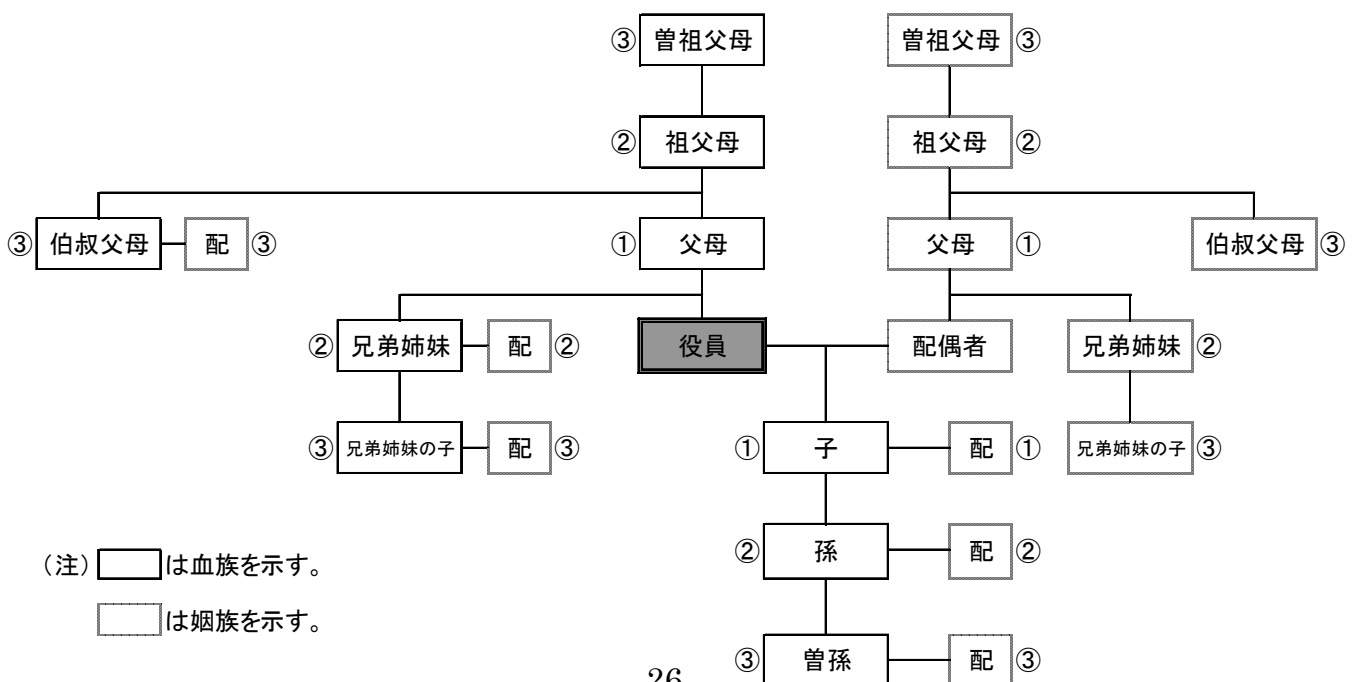 ③ 曽祖父母 曽祖父母 ③
② 祖父母 祖父母 ②
③ 伯叔父母 配 ③ ① 父母 父母 ① 伯叔父母 ③
② 兄弟姉妹 配 ② 役員 配偶者 兄弟姉妹 ②
③ 兄弟姉妹の子 配 ③ ① 子 配 ① 兄弟姉妹の子 ③
② 孫 配 ②
(注) は血族を示す。
は姻族を示す。
③ 曽孫 配 ③
26